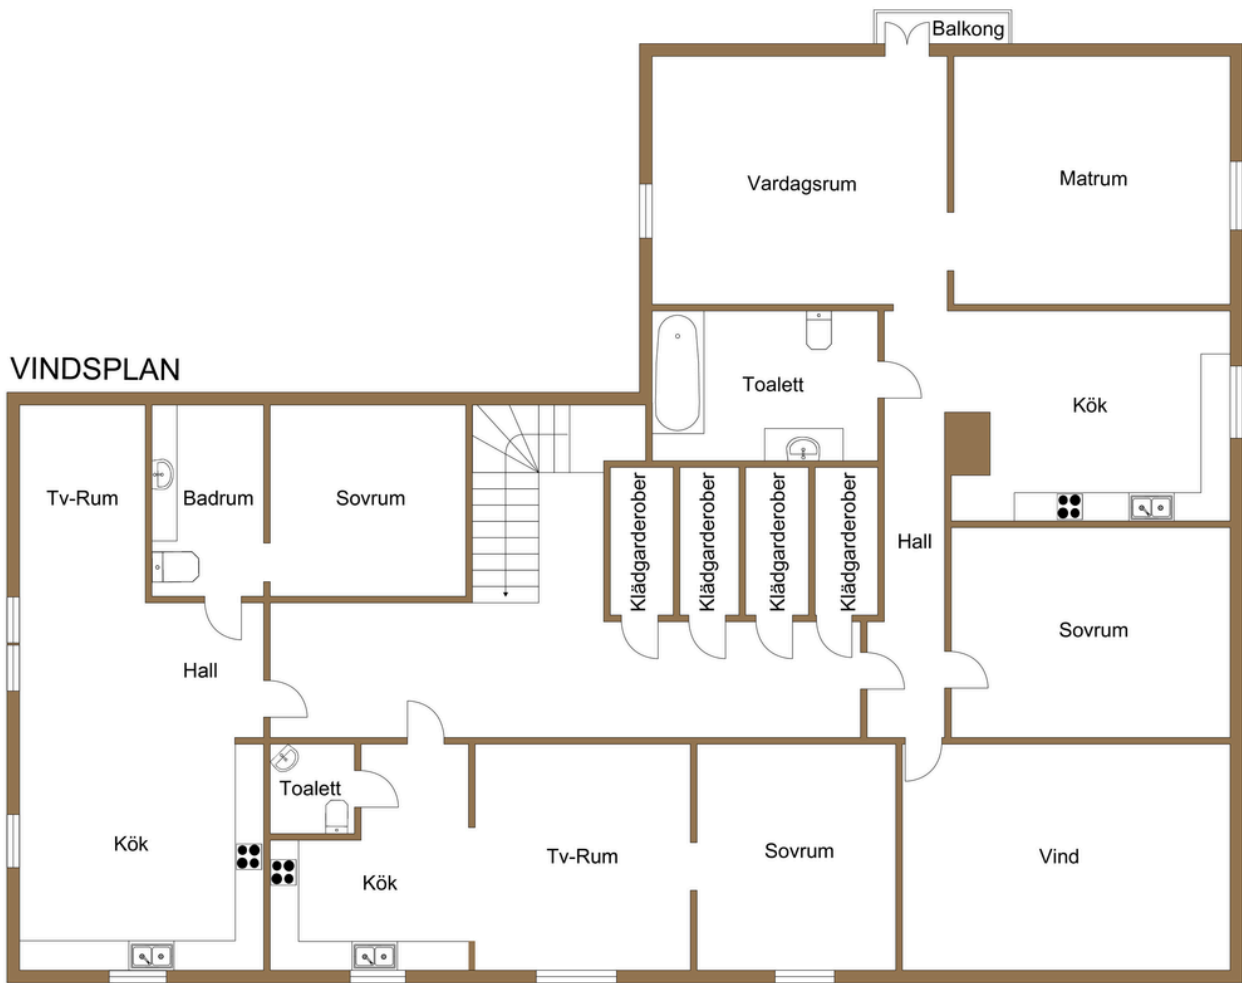 Balkong
Vardagsrum
Matrum
VINDSPLAN
Toalett
Kök
Tv-Rum
Badrum
Sovrum
Klädgarderober
Klädgarderober
Klädgarderober
Klädgarderober
Hall
Sovrum
Hall
Toalett
Kök
Kök
Tv-Rum
Sovrum
Vind